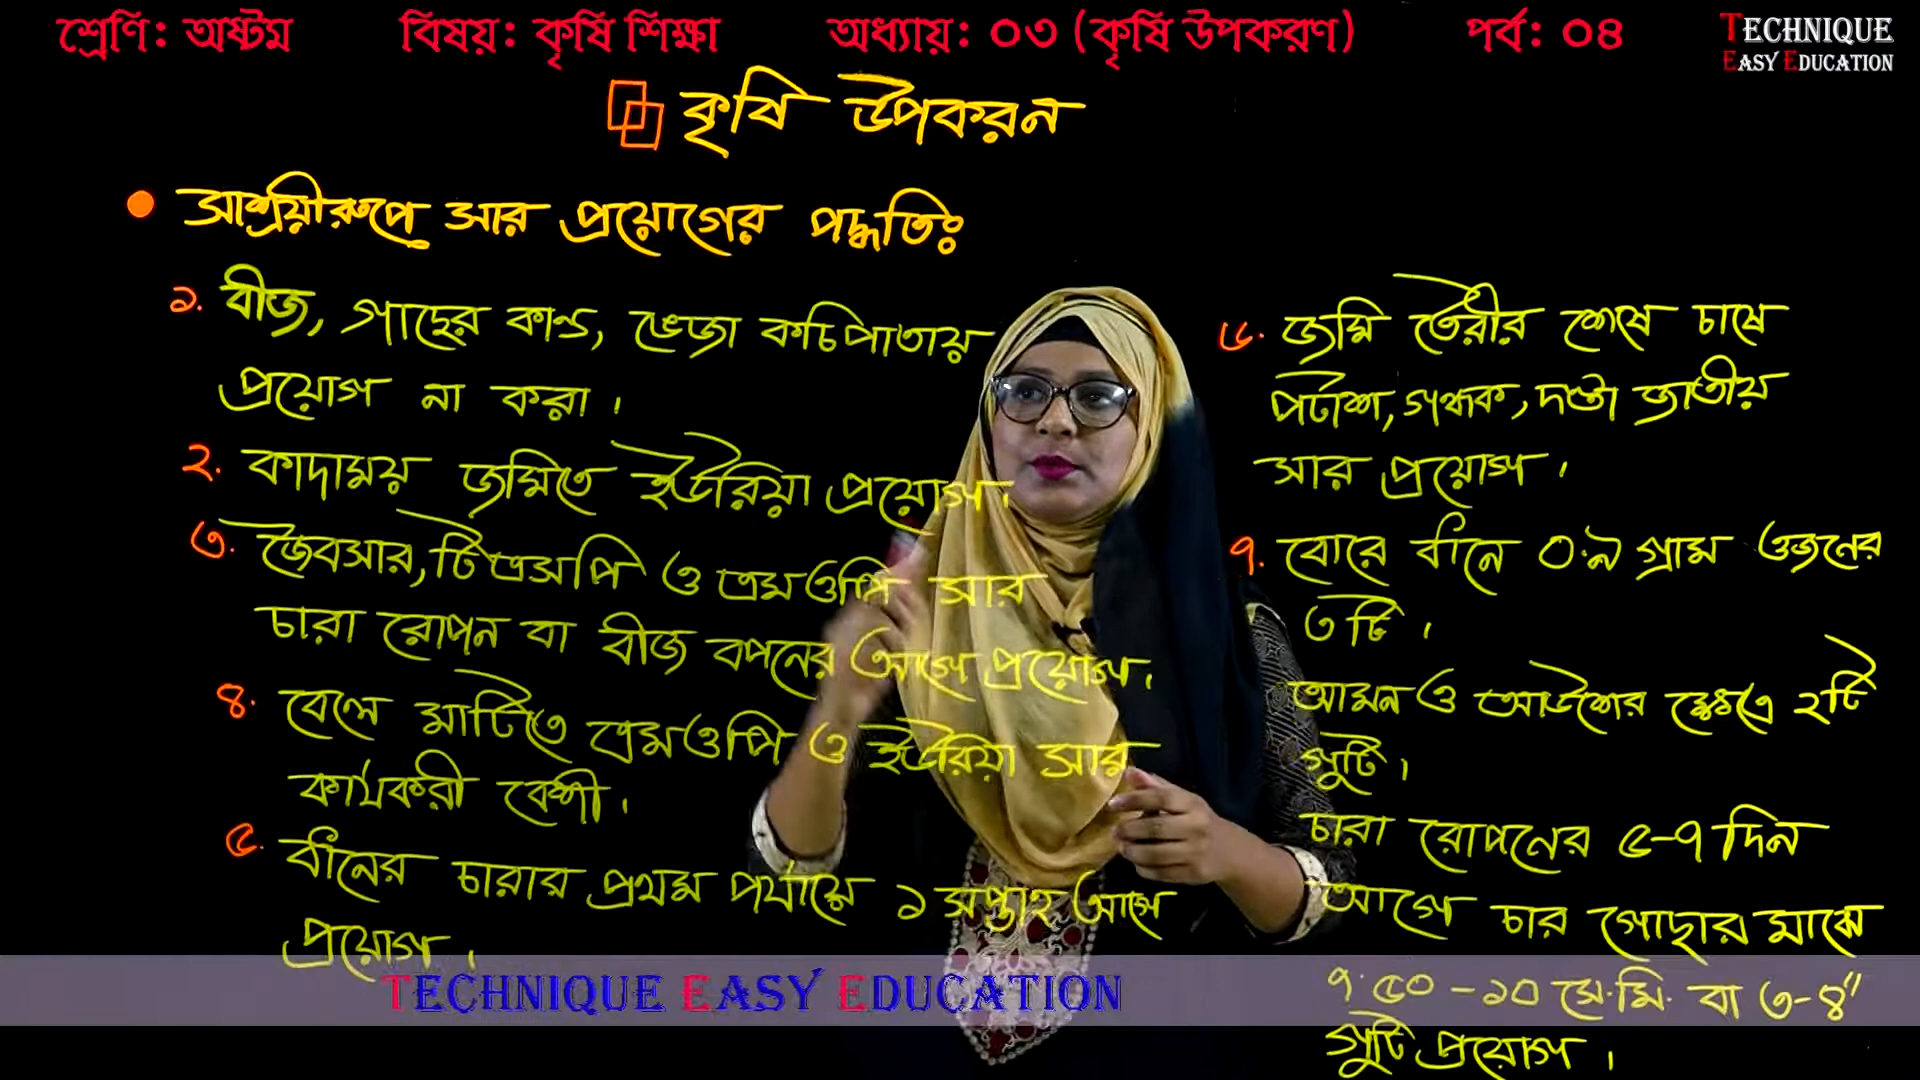 শ্রেণি: অষ্টম বিষয়: কৃষি শিক্ষা অধ্যায়: ০৩ (কৃষি উপকরণ) পর্ব: ০৪
TECHNIQUE
EASY EDUCATION
কৃষি উপকরন
সাশ্রয়ীরুপে সার প্রয়োগের পদ্ধতিঃ
১. বীজ, গাছের কান্ড, ভেজা কচিপাতায়
প্রয়োগ না করা।
২. কাদাময় জমিতে ইউরিয়া প্রয়োগ।
৩. জৈবসার, টিএসপি ও এমওপি সার
চারা রোপন বা বীজ বপনের আগে প্রয়োগ।
৪. বেলে মাটিতে এমওপি ও ইউরিয়া সার
কার্যকরী বেশী।
৫. ধানের চারার প্রথম পর্যায়ে ১ সপ্তাহ আগে
প্রয়োগ।
৬. জমি তৈরীর শেষে চাষে
পটাশ, গন্ধক, দস্তা জাতীয়
সার প্রয়োগ।
৭. বোরো ধানে ০.৯ গ্রাম ওজনের
৩ টি।
আমন ও আউশের ক্ষেত্রে ২টি
গুটি।
চারা রোপনের ৫-৭ দিন
আগে চার গোছার মাঝে
৭.৫০ - ১০ সে.মি. বা ৩-৪"
গুটি প্রয়োগ।
TECHNIQUE EASY EDUCATION